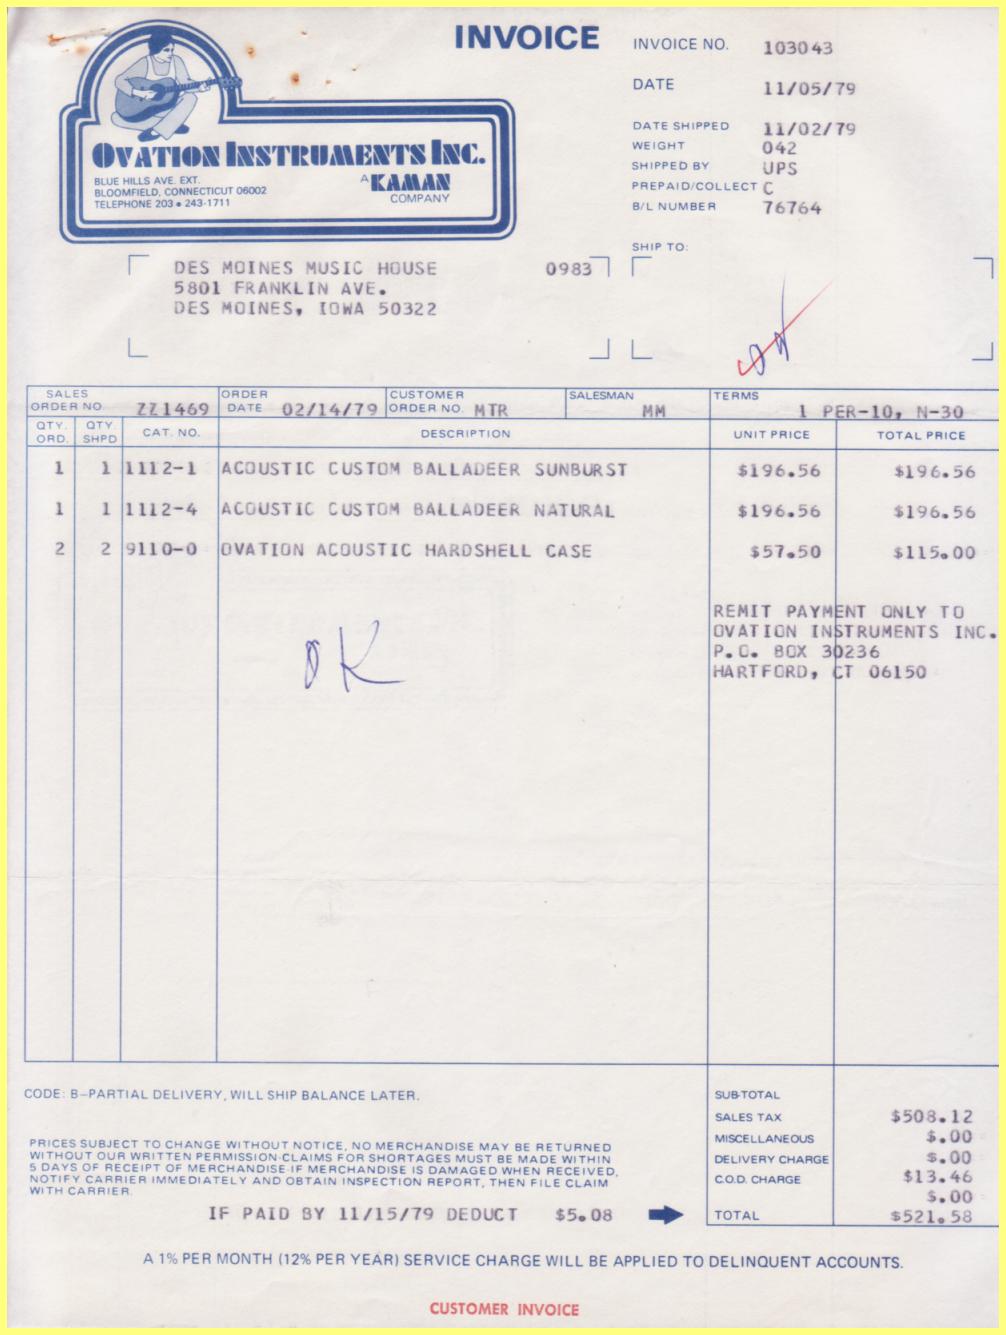 INVOICE
INVOICE NO. 103043
DATE 11/05/79
DATE SHIPPED 11/02/79
WEIGHT 042
SHIPPED BY UPS
PREPAID/COLLECT C
B/L NUMBER 76764
OVATION INSTRUMENTS INC.
BLUE HILLS AVE. EXT.
BLOOMFIELD, CONNECTICUT 06002
TELEPHONE 203 • 243-1711
A KAMAN
COMPANY
SHIP TO:
DES MOINES MUSIC HOUSE 0983
5801 FRANKLIN AVE.
DES MOINES, IOWA 50322
SALES ORDER NO. ZZ1469 ORDER DATE 02/14/79 CUSTOMER ORDER NO. MTR SALESMAN MM TERMS 1 PER-10, N-30
QTY. ORD. QTY. SHPD CAT. NO. DESCRIPTION UNIT PRICE TOTAL PRICE
1 1 1112-1 ACOUSTIC CUSTOM BALLADEER SUNBURST $196.56 $196.56
1 1 1112-4 ACOUSTIC CUSTOM BALLADEER NATURAL $196.56 $196.56
2 2 9110-0 OVATION ACOUSTIC HARDSHELL CASE $57.50 $115.00
REMIT PAYMENT ONLY TO
OVATION INSTRUMENTS INC.
P.O. BOX 30236
HARTFORD, CT 06150
OK
CODE: B-PARTIAL DELIVERY, WILL SHIP BALANCE LATER.
PRICES SUBJECT TO CHANGE WITHOUT NOTICE, NO MERCHANDISE MAY BE RETURNED
WITHOUT OUR WRITTEN PERMISSION-CLAIMS FOR SHORTAGES MUST BE MADE WITHIN
5 DAYS OF RECEIPT OF MERCHANDISE-IF MERCHANDISE IS DAMAGED WHEN RECEIVED,
NOTIFY CARRIER IMMEDIATELY AND OBTAIN INSPECTION REPORT, THEN FILE CLAIM
WITH CARRIER.
SUB-TOTAL
SALES TAX $508.12
MISCELLANEOUS $.00
DELIVERY CHARGE $.00
C.O.D. CHARGE $13.46
$.00
IF PAID BY 11/15/79 DEDUCT $5.08 TOTAL $521.58
A 1% PER MONTH (12% PER YEAR) SERVICE CHARGE WILL BE APPLIED TO DELINQUENT ACCOUNTS.
CUSTOMER INVOICE